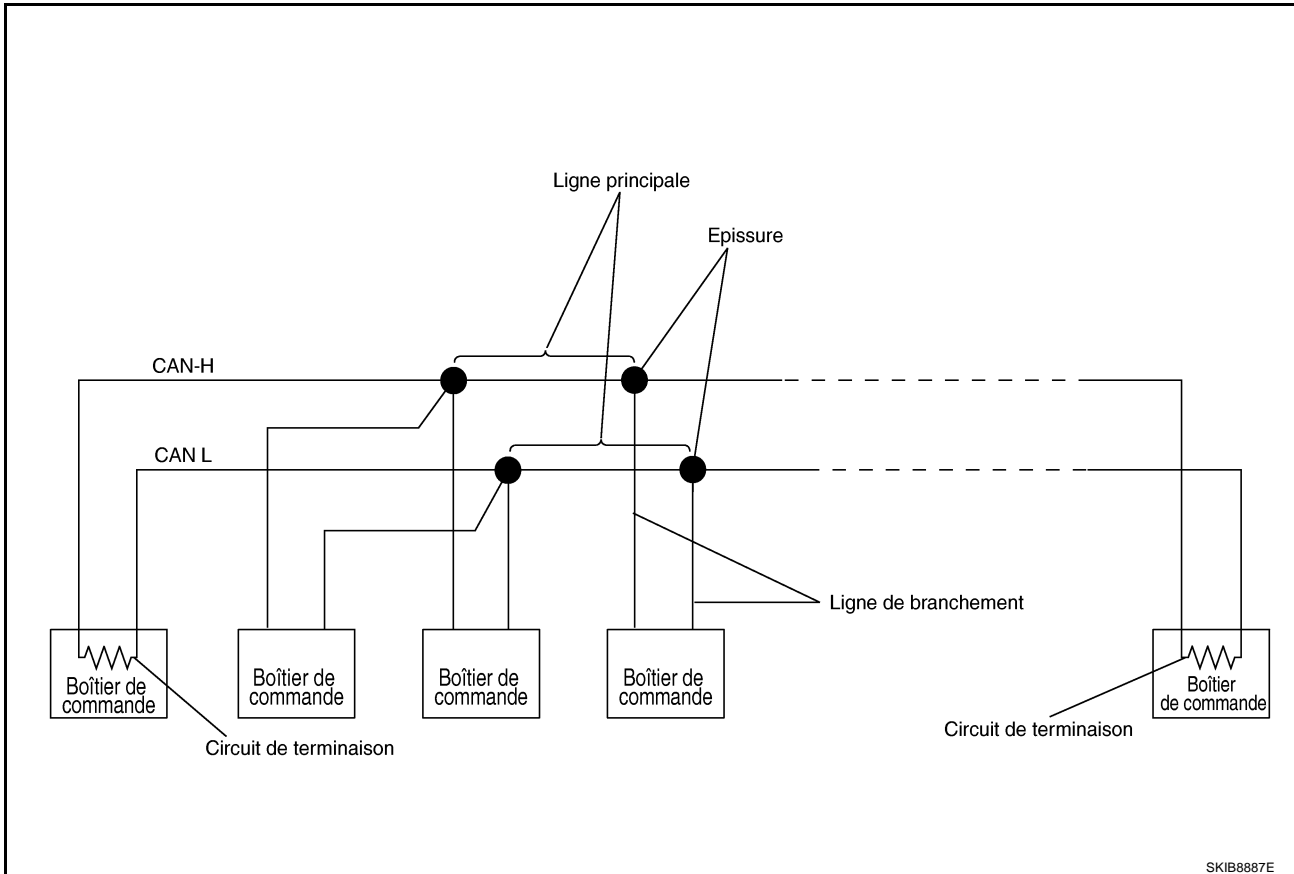 Ligne principale
Epissure
CAN-H
CAN L
Ligne de branchement
Boîtier de
commande
Boîtier de
commande
Boîtier de
commande
Boîtier de
commande
Boîtier
de commande
Circuit de terminaison
Circuit de terminaison
SKIB8887E